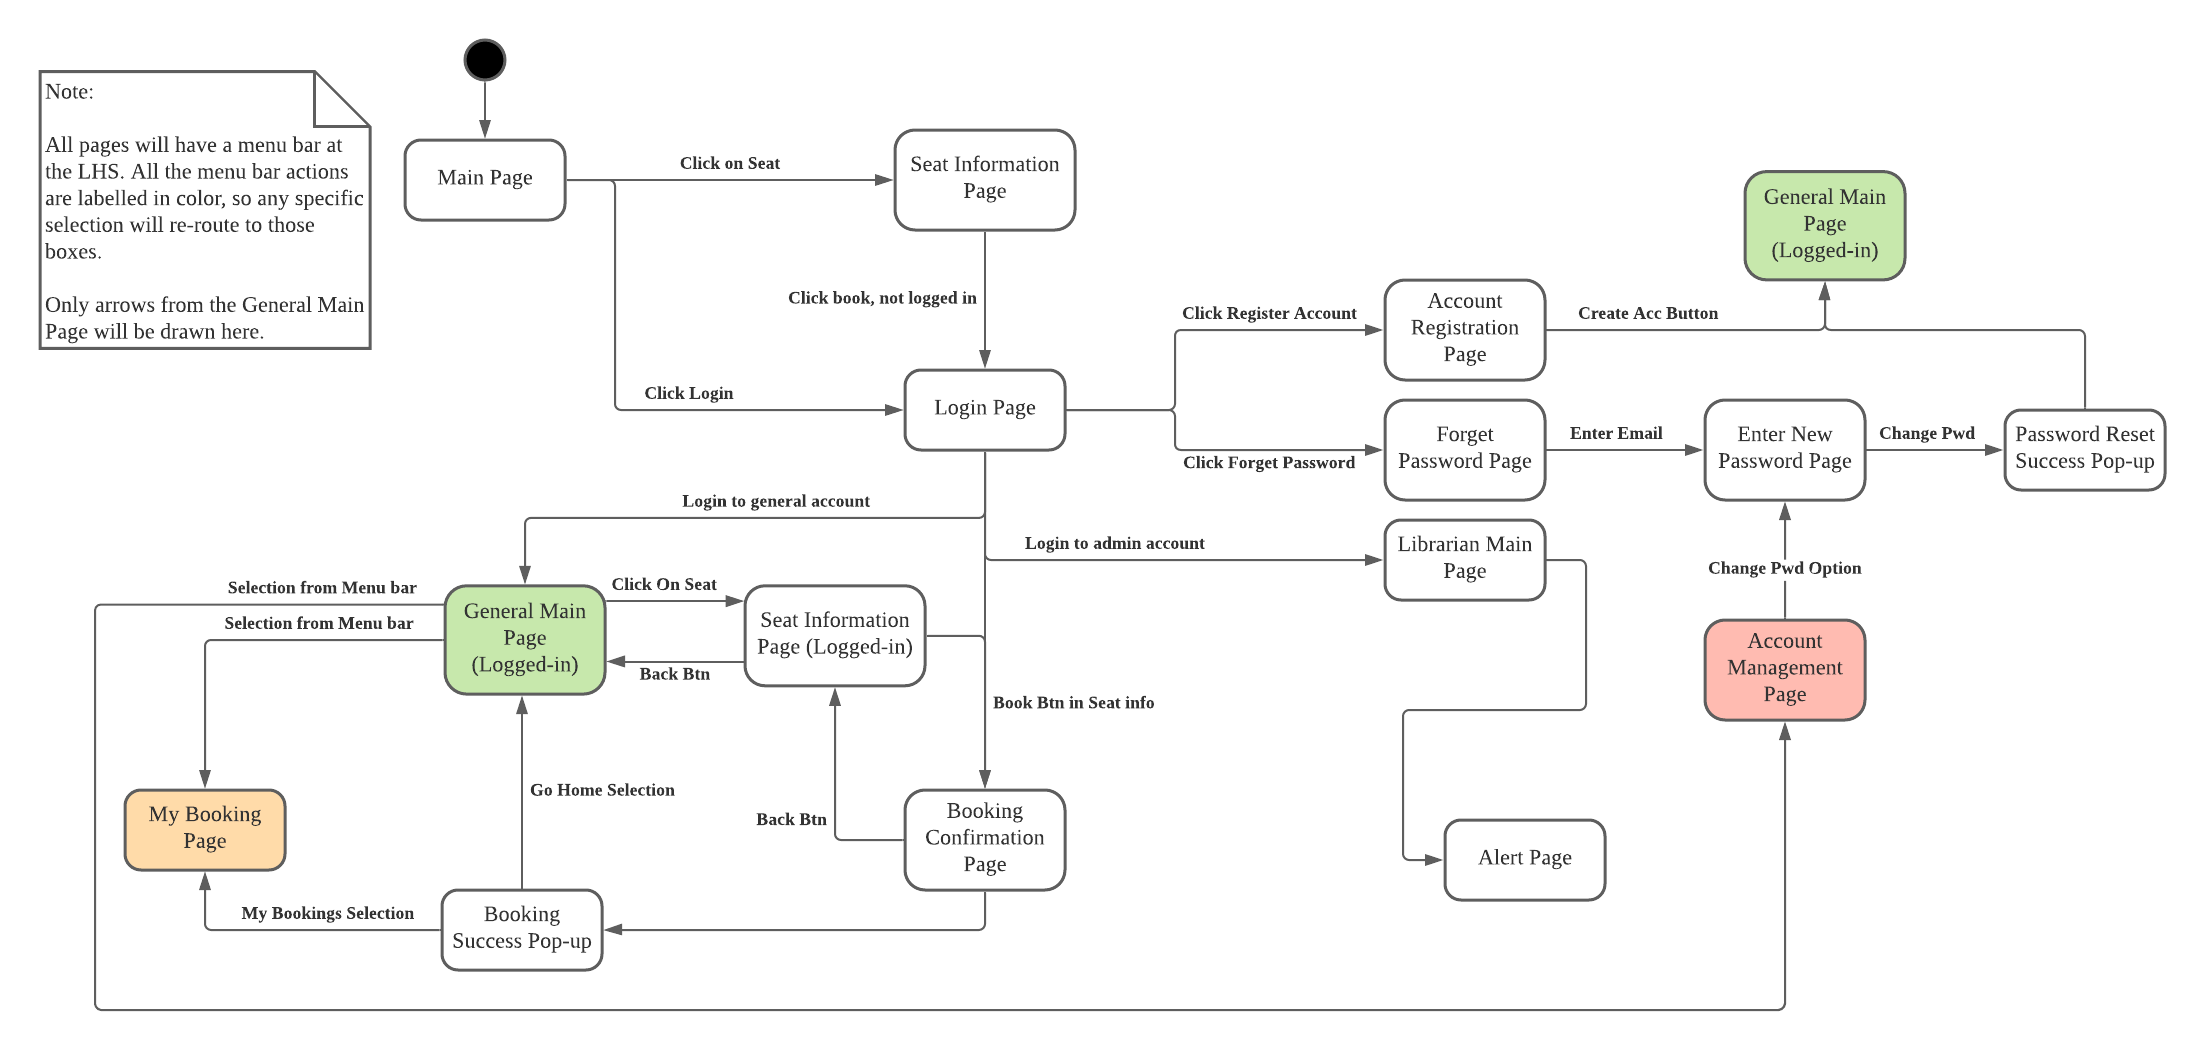 Note:
All pages will have a menu bar at
the LHS. All the menu bar actions
are labelled in color, so any specific
selection will re-route to those
boxes.
Only arrows from the General Main
Page will be drawn here.
Main Page
Click on Seat
Seat Information
Page
Click book, not logged in
Click Login
Login Page
Click Register Account
Account
Registration
Page
Create Acc Button
General Main
Page
(Logged-in)
Click Forget Password
Forget
Password Page
Enter Email
Enter New
Password Page
Change Pwd
Password Reset
Success Pop-up
Login to general account
Login to admin account
Librarian Main
Page
Change Pwd Option
Account
Management
Page
Selection from Menu bar
Selection from Menu bar
General Main
Page
(Logged-in)
Click On Seat
Seat Information
Page (Logged-in)
Back Btn
Book Btn in Seat info
Go Home Selection
Back Btn
My Booking
Page
Booking
Confirmation
Page
Alert Page
My Bookings Selection
Booking
Success Pop-up